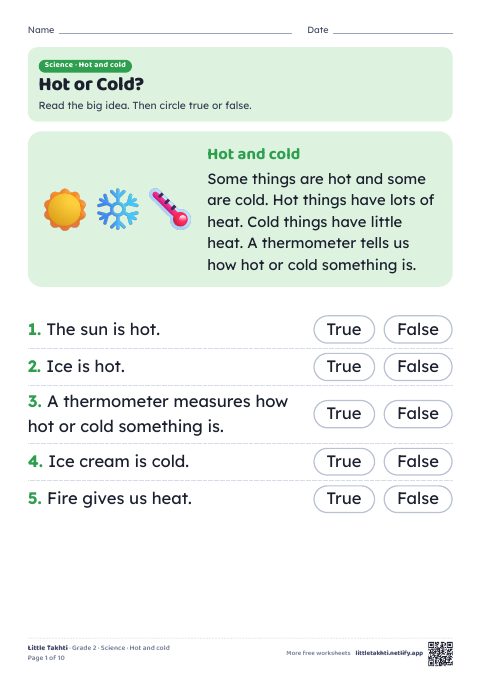 Name Date
Science · Hot and cold
Hot or Cold?
Read the big idea. Then circle true or false.
Hot and cold
Some things are hot and some
are cold. Hot things have lots of
heat. Cold things have little
heat. A thermometer tells us
how hot or cold something is.
1. The sun is hot. True False
2. Ice is hot. True False
3. A thermometer measures how
hot or cold something is. True False
4. Ice cream is cold. True False
5. Fire gives us heat. True False
Little Takhti · Grade 2 · Science · Hot and cold
Page 1 of 10
More free worksheets · littletakhti.netlify.app